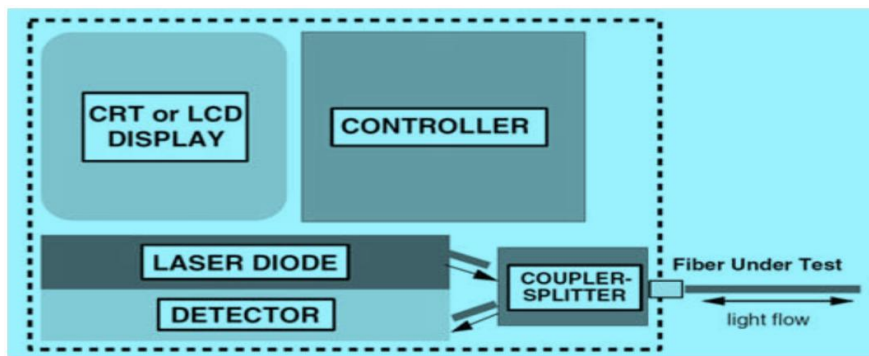 CRT or LCD
DISPLAY
CONTROLLER
LASER DIODE
DETECTOR
COUPLER-
SPLITTER
Fiber Under Test
light flow